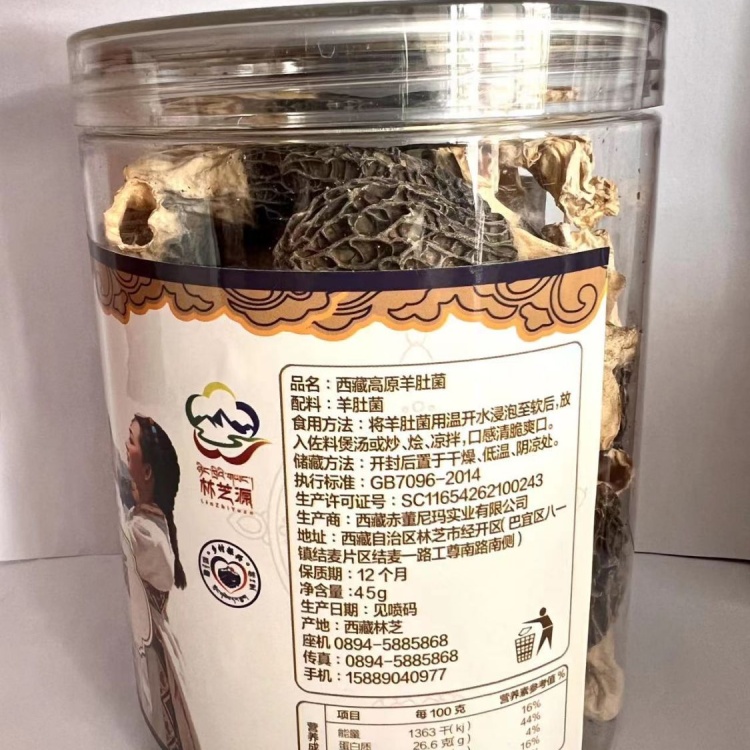 品名：西藏高原羊肚菌
配料：羊肚菌
食用方法：将羊肚菌用温开水浸泡至软后，放
入佐料煲汤或炒、烩、凉拌，口感清脆爽口。
储藏方法：开封后置于干燥、低温、阴凉处。
执行标准：GB7096-2014
生产许可证号：SC11654262100243
生产商：西藏赤董尼玛实业有限公司
地址：西藏自治区林芝市经开区(巴宜区八一
镇结麦片区结麦一路工尊南路南侧)
保质期：12个月
净含量：45g
生产日期：见喷码
产地：西藏林芝
座机 0894-5885868
传真：0894-5885868
手机：15889040977
林芝源
LINZHIYUAN
项目 每100克 营养素参考值%
能量 1363千(kj) 16%
蛋白质 26.6克(g) 44%
4%
16%
营养成